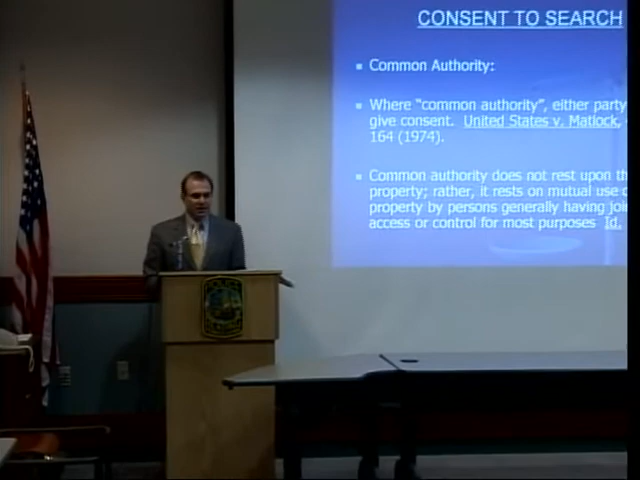 CONSENT TO SEARCH
Common Authority:
Where "common authority", either party
give consent. United States v. Matlock,
164 (1974).
Common authority does not rest upon th
property; rather, it rests on mutual use o
property by persons generally having joi
access or control for most purposes Id.
POLICE